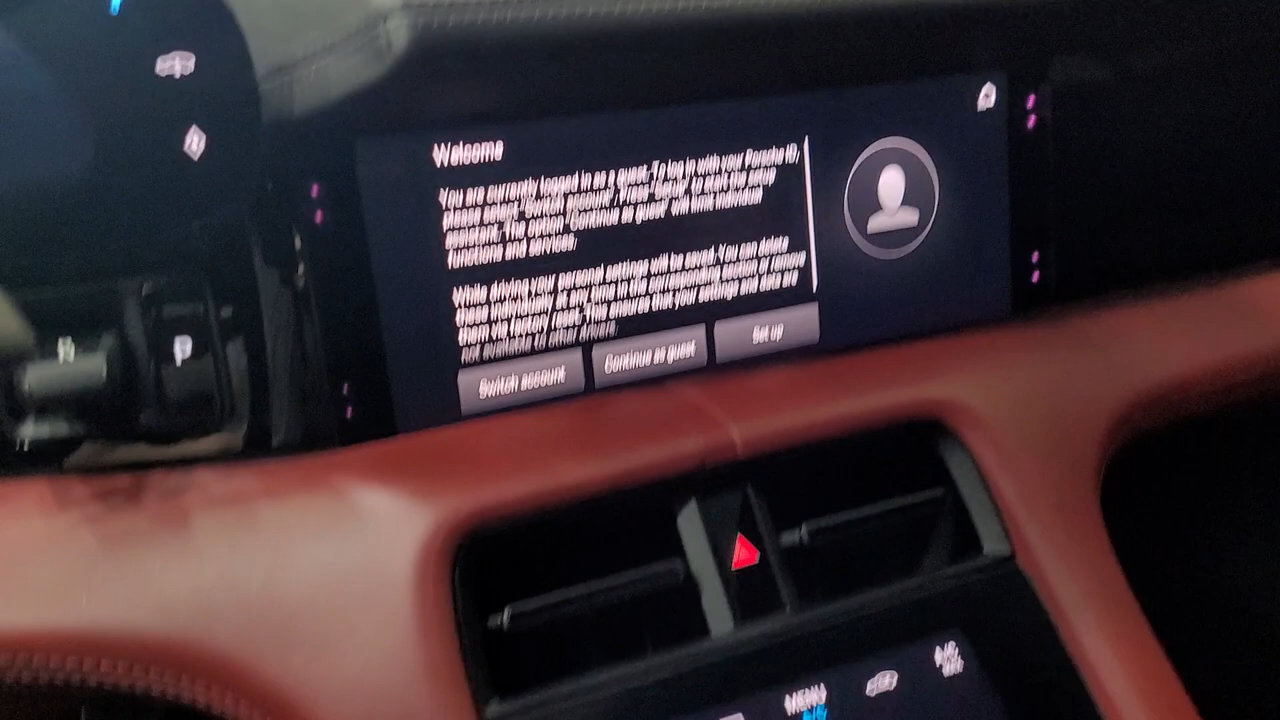 Welcome
You are currently logged in as a guest. To log in with your Porsche ID,
please select "Switch account". Press "Set up" to start the setup
assistant. The option "Continue as guest" will limit individual
functions and services.
While driving your personal settings will be saved. You can delete
these individually at any time in the corresponding section or restore
them via factory reset. This ensures that your settings and data are
not available to other
Switch account
Continue as guest
Set up
P
MENU
A/C